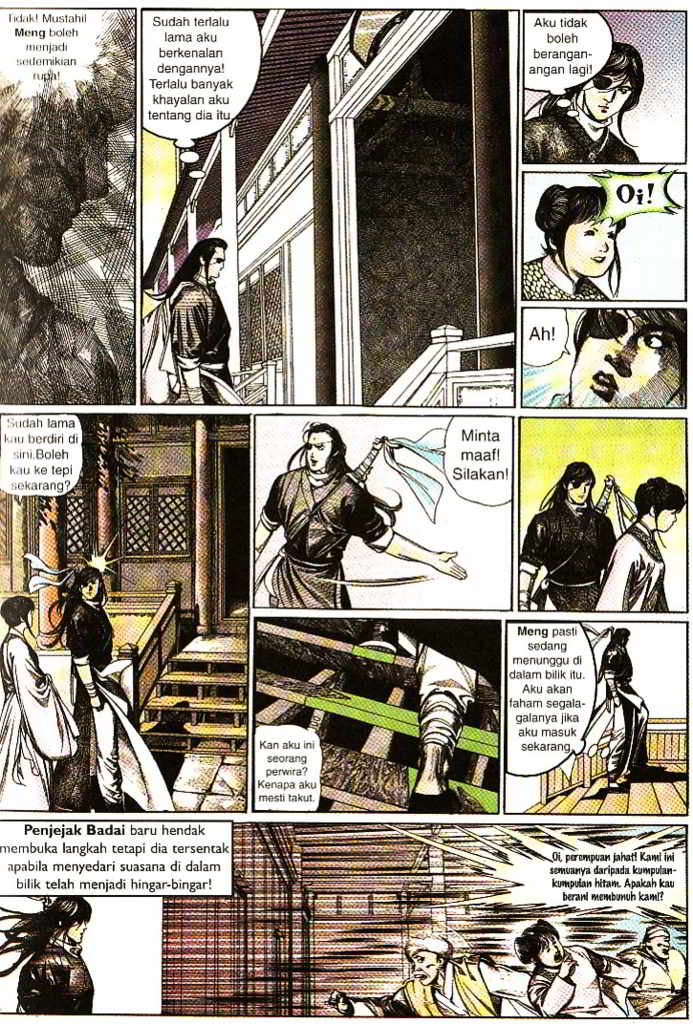 Tidak! Mustahil
Meng boleh
menjadi
sedemikian
rupa!
Sudah terlalu
lama aku
berkenalan
dengannya!
Terlalu banyak
khayalan aku
tentang dia itu.
Aku tidak
boleh
berangan-
angan lagi!
Oi!
Ah!
Sudah lama
kau berdiri di
sini.Boleh
kau ke tepi
sekarang?
Minta
maaf!
Silakan!
Kan aku ini
seorang
perwira?
Kenapa aku
mesti takut.
Meng pasti
sedang
menunggu di
dalam bilik itu.
Aku akan
faham segala-
galanya jika
aku masuk
sekarang.
Penjejak Badai baru hendak
membuka langkah tetapi dia tersentak
apabila menyedari suasana di dalam
bilik telah menjadi hingar-bingar!
Oi, perempuan jahat! Kami ini
semuanya daripada kumpulan-
kumpulan hitam. Apakah kau
berani membunuh kami?